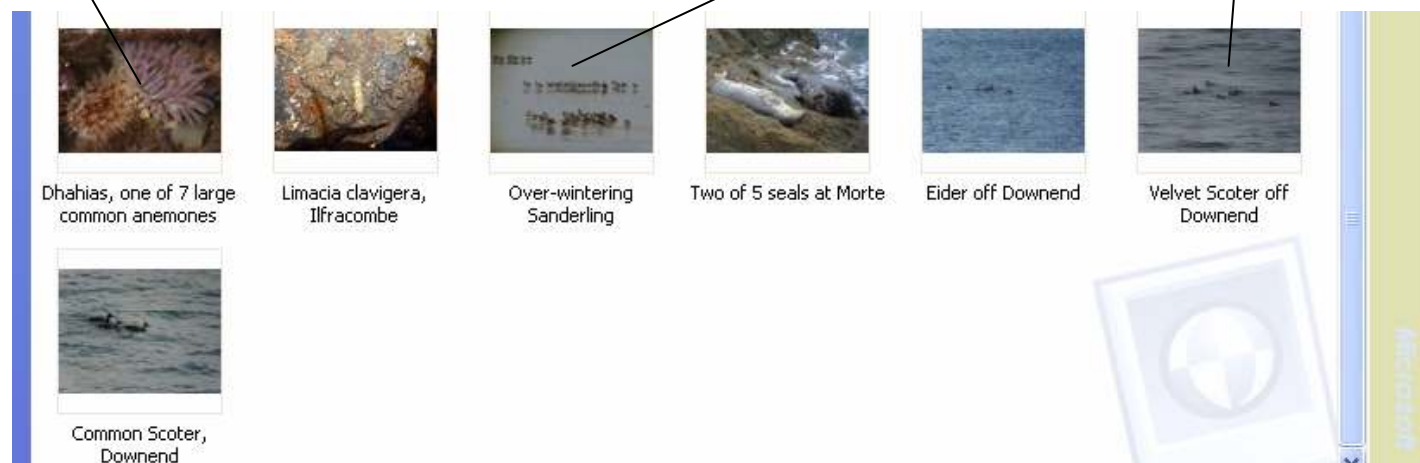 Dhahias, one of 7 large
common anemones
Limacia clavigera,
Ilfracombe
Over-wintering
Sanderling
Two of 5 seals at Morte
Eider off Downend
Velvet Scoter off
Downend
Common Scoter,
Downend